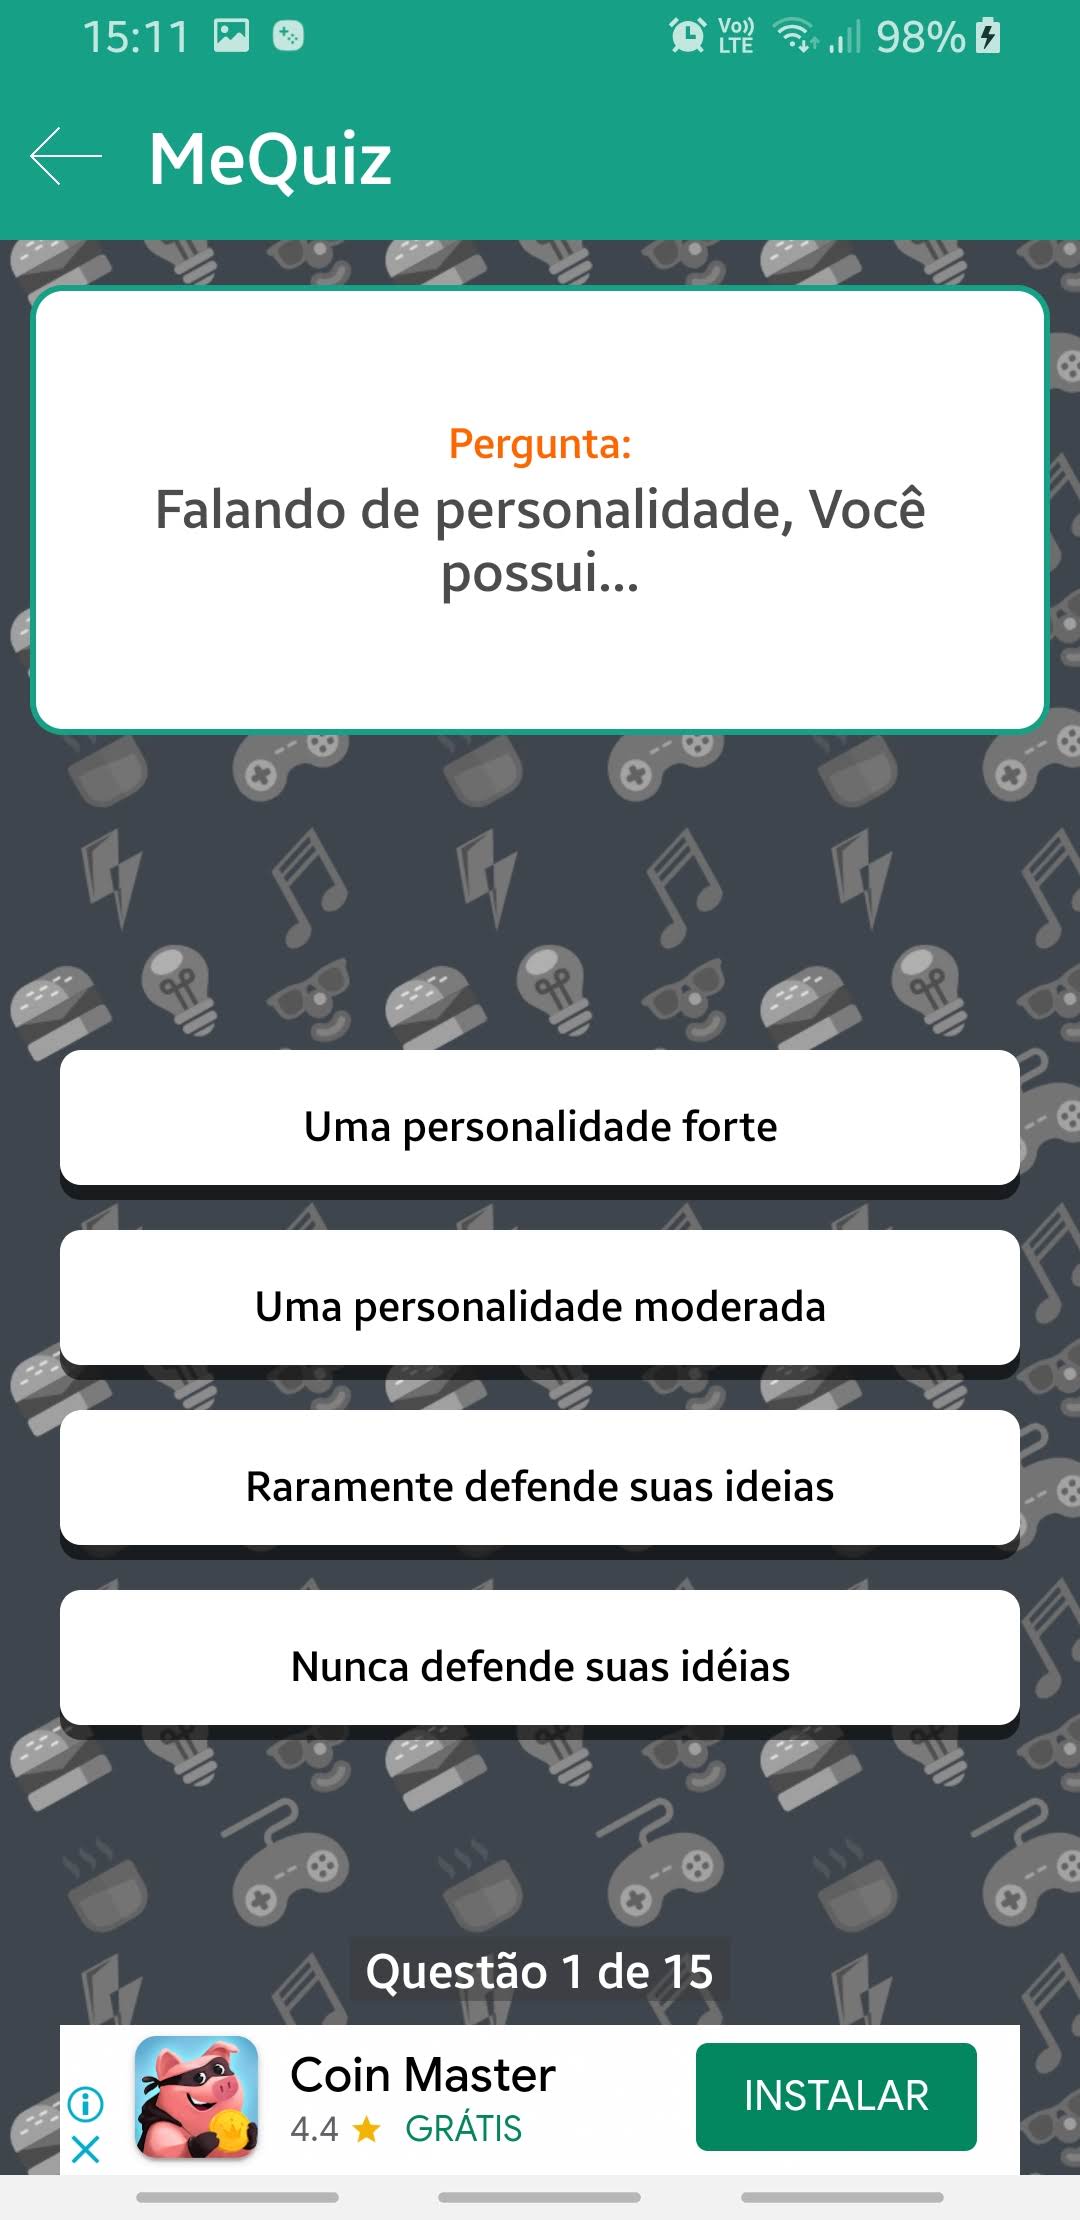 15:11
Vo)) LTE 98%
MeQuiz
Pergunta:
Falando de personalidade, Você
possui...
Uma personalidade forte
Uma personalidade moderada
Raramente defende suas ideias
Nunca defende suas idéias
Questão 1 de 15
Coin Master
4.4 ★ GRÁTIS
INSTALAR